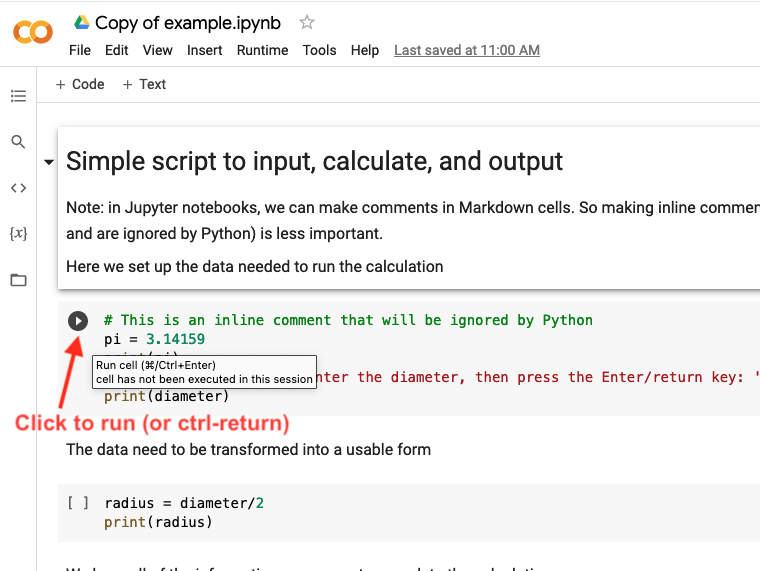 Copy of example.ipynb
File Edit View Insert Runtime Tools Help Last saved at 11:00 AM
+ Code + Text
Simple script to input, calculate, and output
Note: in Jupyter notebooks, we can make comments in Markdown cells. So making inline commen
and are ignored by Python) is less important.
Here we set up the data needed to run the calculation
# This is an inline comment that will be ignored by Python
pi = 3.14159
Run cell (⌘/Ctrl+Enter)
cell has not been executed in this session
nter the diameter, then press the Enter/return key: '
print(diameter)
Click to run (or ctrl-return)
The data need to be transformed into a usable form
[ ] radius = diameter/2
print(radius)